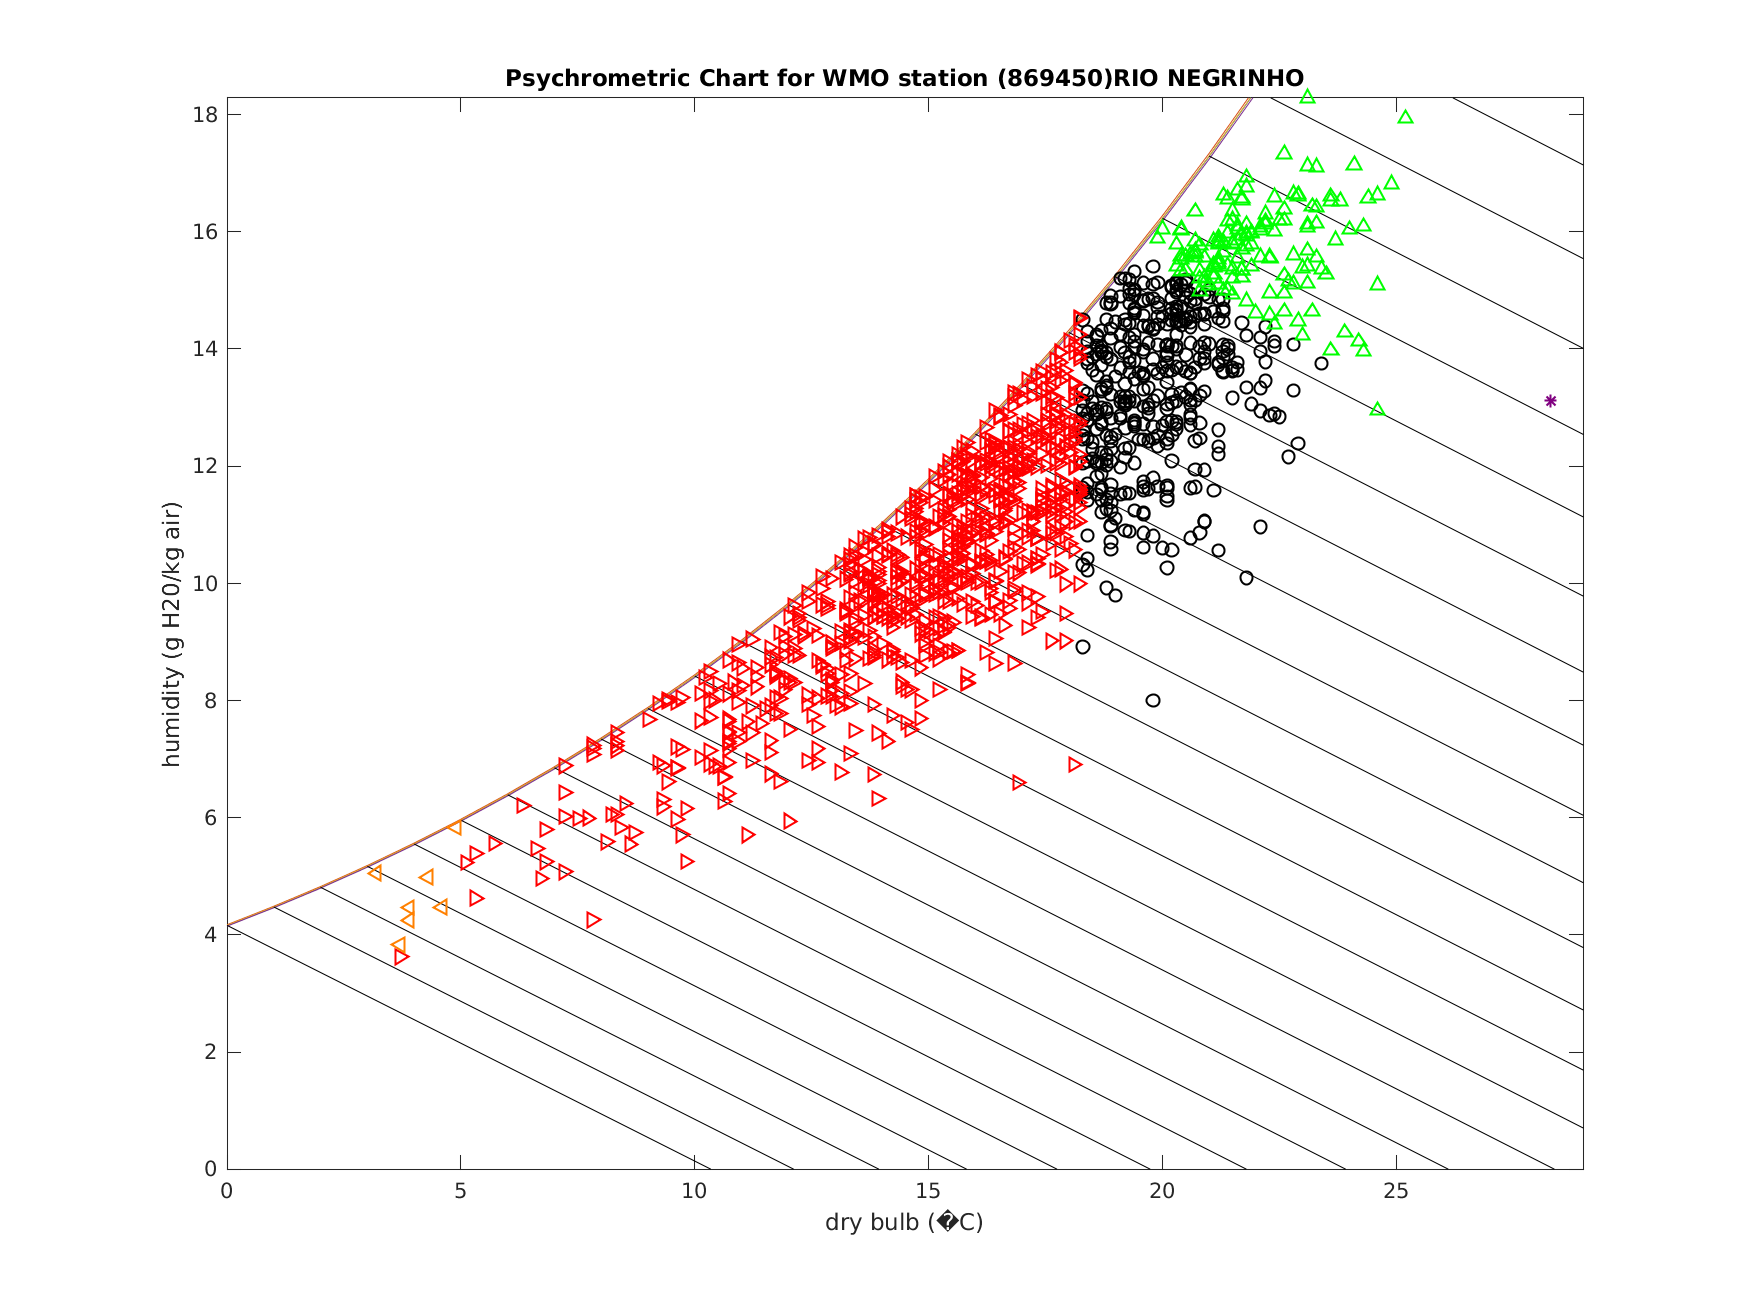 Psychrometric Chart for WMO station (869450)RIO NEGRINHO
18
16
14
12
10
8
6
4
2
0
humidity (g H20/kg air)
0 5 10 15 20 25
dry bulb (�C)